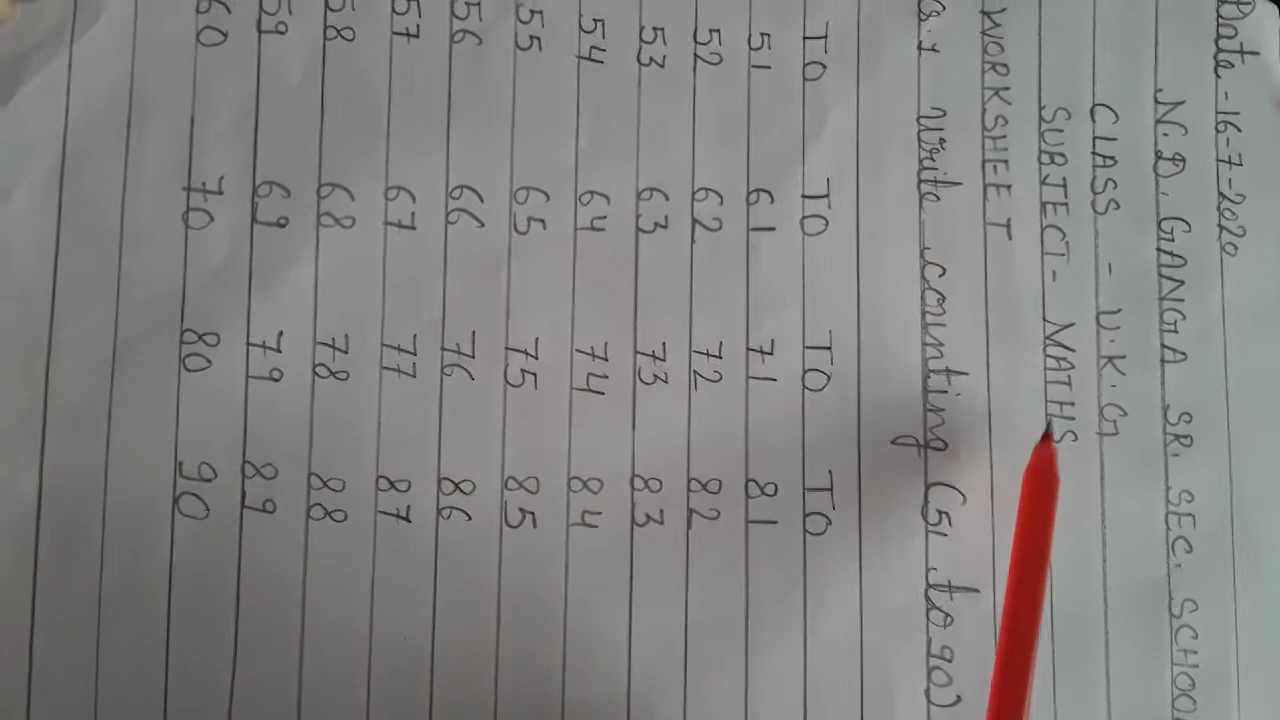 Date - 16-7-2020
N.D. GANGA SR. SEC. SCHOO
CLASS - U.K.G
SUBJECT- MATHS
WORKSHEET
Q.1 Write counting (51 to 90)
TO TO TO TO
51 61 71 81
52 62 72 82
53 63 73 83
54 64 74 84
55 65 75 85
56 66 76 86
57 67 77 87
58 68 78 88
59 69 79 89
60 70 80 90